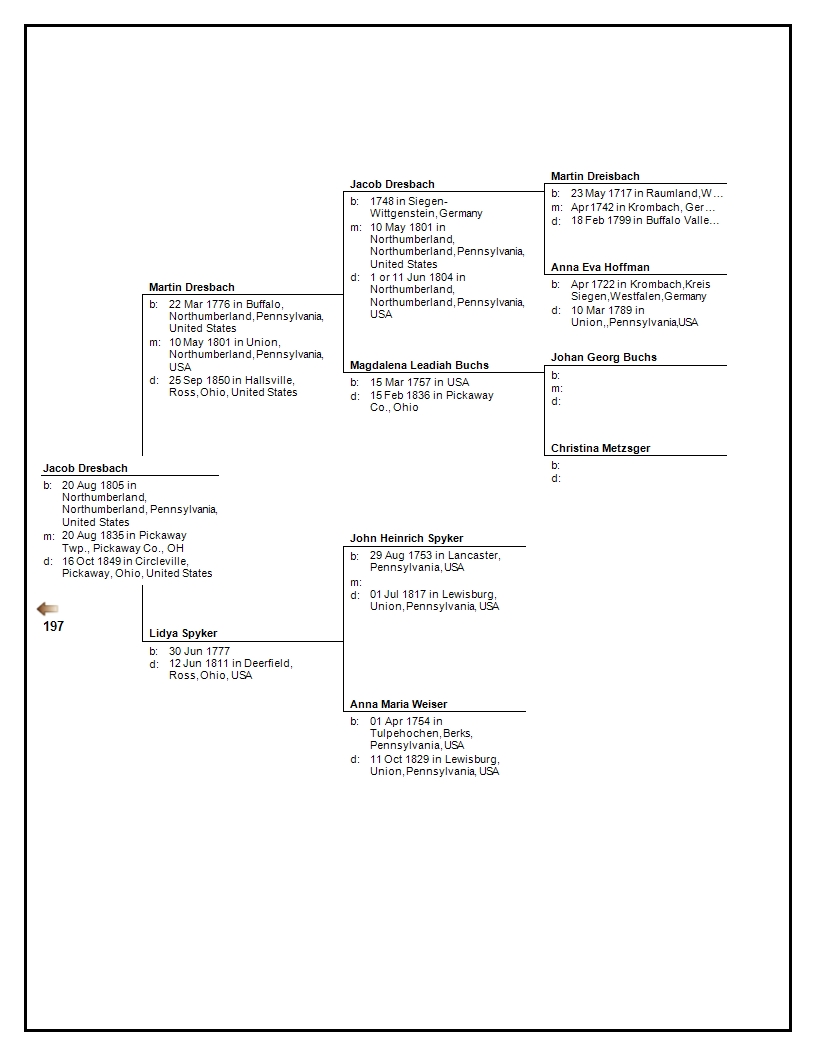 Martin Dreisbach
b: 23 May 1717 in Raumland, W…
m: Apr 1742 in Krombach, Ger…
d: 18 Feb 1799 in Buffalo Valle…
Jacob Dresbach
b: 1748 in Siegen-
Wittgenstein, Germany
m: 10 May 1801 in
Northumberland,
Northumberland, Pennsylvania,
United States
d: 1 or 11 Jun 1804 in
Northumberland,
Northumberland, Pennsylvania,
USA
Anna Eva Hoffman
b: Apr 1722 in Krombach, Kreis
Siegen, Westfalen, Germany
d: 10 Mar 1789 in
Union, , Pennsylvania, USA
Martin Dresbach
b: 22 Mar 1776 in Buffalo,
Northumberland, Pennsylvania,
United States
m: 10 May 1801 in Union,
Northumberland, Pennsylvania,
USA
d: 25 Sep 1850 in Hallsville,
Ross, Ohio, United States
Johan Georg Buchs
b:
m:
d:
Magdalena Leadiah Buchs
b: 15 Mar 1757 in USA
d: 15 Feb 1836 in Pickaway
Co., Ohio
Christina Metzsger
b:
d:
Jacob Dresbach
b: 20 Aug 1805 in
Northumberland,
Northumberland, Pennsylvania,
United States
m: 20 Aug 1835 in Pickaway
Twp., Pickaway Co., OH
d: 16 Oct 1849 in Circleville,
Pickaway, Ohio, United States
197
John Heinrich Spyker
b: 29 Aug 1753 in Lancaster,
Pennsylvania, USA
m:
d: 01 Jul 1817 in Lewisburg,
Union, Pennsylvania, USA
Lidya Spyker
b: 30 Jun 1777
d: 12 Jun 1811 in Deerfield,
Ross, Ohio, USA
Anna Maria Weiser
b: 01 Apr 1754 in
Tulpehochen, Berks,
Pennsylvania, USA
d: 11 Oct 1829 in Lewisburg,
Union, Pennsylvania, USA